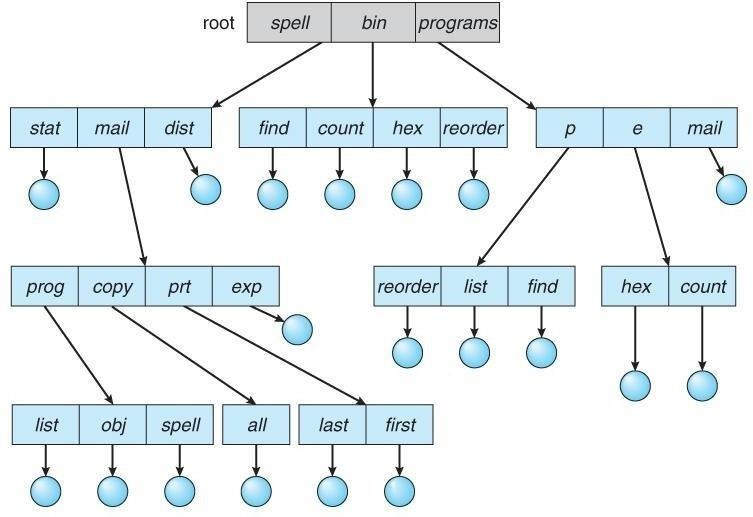 root spell bin programs
stat mail dist find count hex reorder p e mail
prog copy prt exp reorder list find hex count
list obj spell all last first